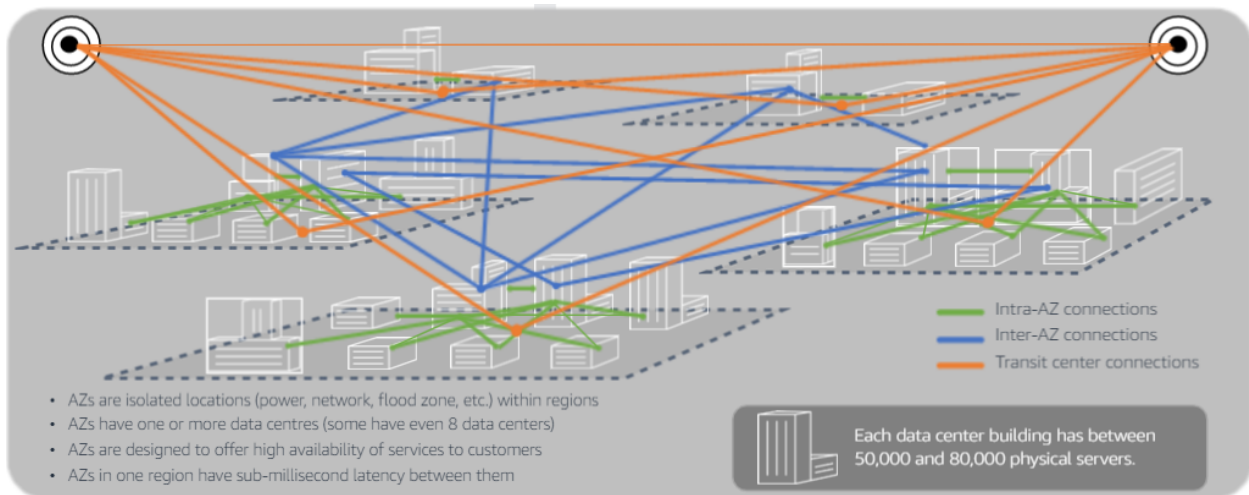 Intra-AZ connections
Inter-AZ connections
Transit center connections
• AZs are isolated locations (power, network, flood zone, etc.) within regions
• AZs have one or more data centres (some have even 8 data centers)
• AZs are designed to offer high availability of services to customers
• AZs in one region have sub-millisecond latency between them
Each data center building has between
50,000 and 80,000 physical servers.